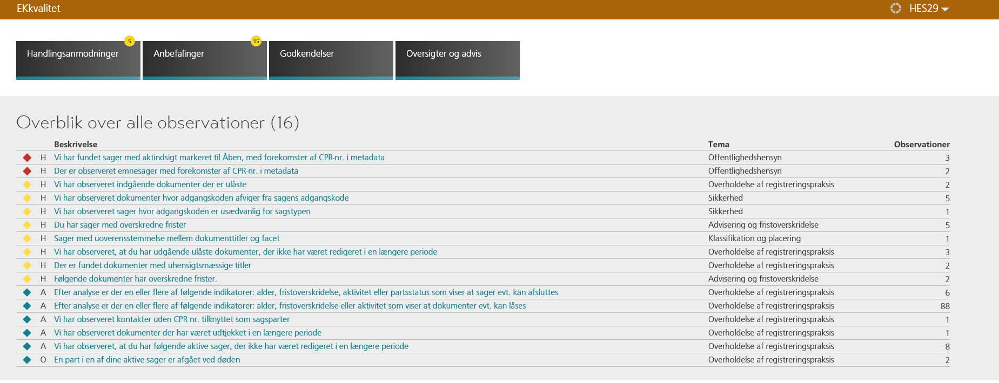 EKkvalitet HES29
5 15
Handlingsanmodninger Anbefalinger Godkendelser Oversigter og advis
Overblik over alle observationer (16)
Beskrivelse Tema Observationer
H Vi har fundet sager med aktindsigt markeret til Åben, med forekomster af CPR-nr. i metadata Offentlighedshensyn 3
H Der er observeret emnesager med forekomster af CPR-nr. i metadata Offentlighedshensyn 2
H Vi har observeret indgående dokumenter der er ulåste Overholdelse af registreringspraksis 2
H Vi har observeret dokumenter hvor adgangskoden afviger fra sagens adgangskode Sikkerhed 5
H Vi har observeret sager hvor adgangskoden er usædvanlig for sagstypen Sikkerhed 1
H Du har sager med overskredne frister Advisering og fristoverskridelse 5
H Sager med uoverensstemmelse mellem dokumenttitler og facet Klassifikation og placering 1
H Vi har observeret, at du har udgående ulåste dokumenter, der ikke har været redigeret i en længere periode Overholdelse af registreringspraksis 3
H Der er fundet dokumenter med uhensigtsmæssige titler Overholdelse af registreringspraksis 2
H Følgende dokumenter har overskredne frister. Advisering og fristoverskridelse 2
A Efter analyse er der en eller flere af følgende indikatorer: alder, fristoverskridelse, aktivitet eller partsstatus som viser at sager evt. kan afsluttes Overholdelse af registreringspraksis 6
A Efter analyse er der en eller flere af følgende indikatorer: alder, fristoverskridelse eller aktivitet som viser at dokumenter evt. kan låses Overholdelse af registreringspraksis 88
A Vi har observeret kontakter uden CPR nr. tilknyttet som sagsparter Overholdelse af registreringspraksis 1
A Vi har observeret dokumenter der har været udtjekket i en længere periode Overholdelse af registreringspraksis 1
A Vi har observeret, at du har følgende aktive sager, der ikke har været redigeret i en længere periode Overholdelse af registreringspraksis 8
O En part i en af dine aktive sager er afgået ved døden Overholdelse af registreringspraksis 2